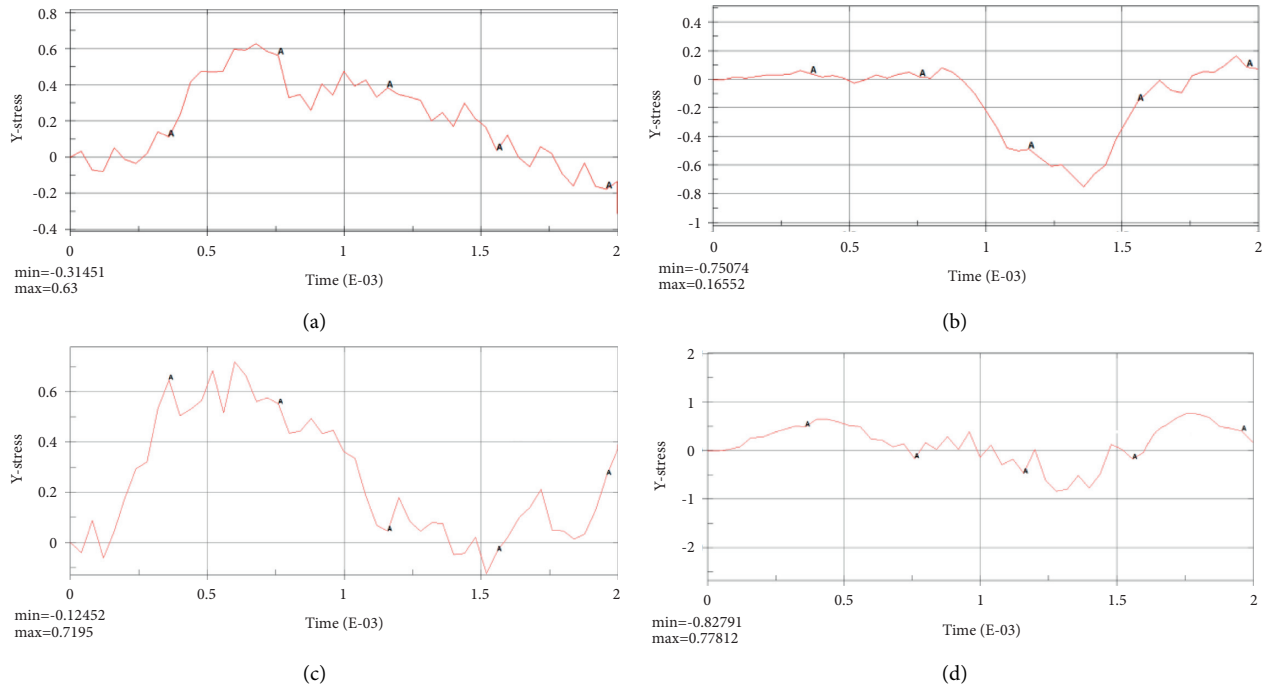 0.8
0.6
0.4
0.2
0
-0.2
-0.4
Y-stress
A
A
A
A
A
0
0.5
1
1.5
2
min=-0.31451
max=0.63
Time (E-03)
(a)
0.4
0.2
0
-0.2
-0.4
-0.6
-0.8
-1
Y-stress
A
A
A
A
A
0
0.5
1
1.5
2
min=-0.75074
max=0.16552
Time (E-03)
(b)
0.6
0.4
0.2
0
Y-stress
A
A
A
A
A
0
0.5
1
1.5
2
min=-0.12452
max=0.7195
Time (E-03)
(c)
2
1
0
-1
-2
Y-stress
A
A
A
A
A
0
0.5
1
1.5
2
min=-0.82791
max=0.77812
Time (E-03)
(d)